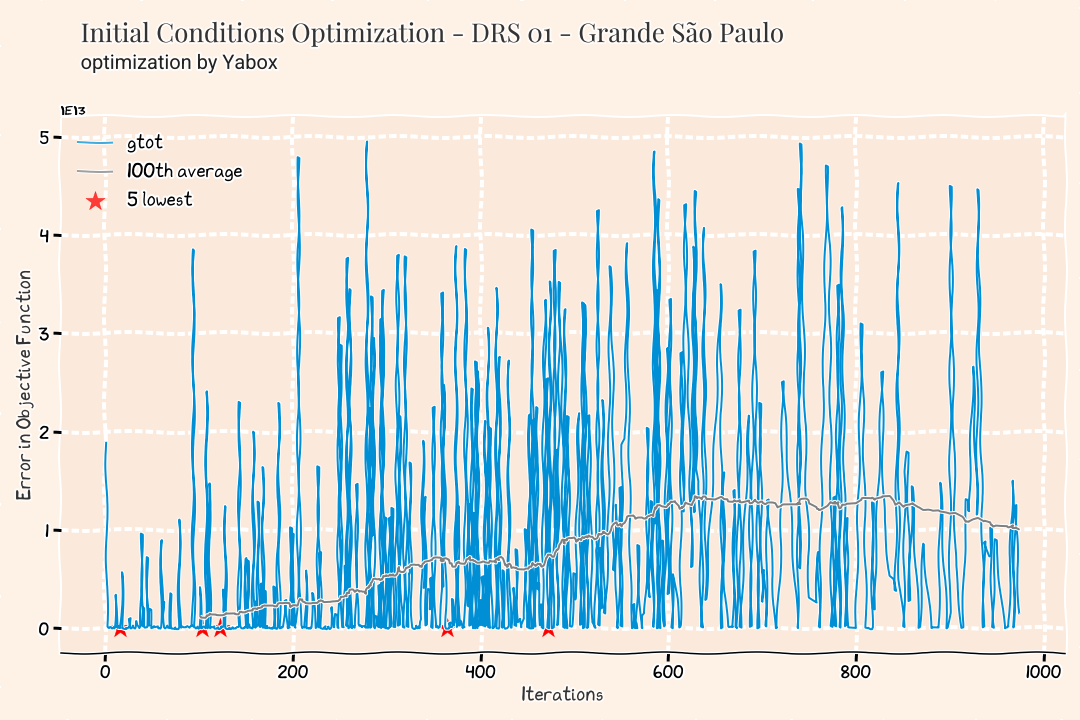 Initial Conditions Optimization - DRS 01 - Grande São Paulo
optimization by Yabox
1E13
5
4
3
2
1
0
gtot
100th average
5 lowest
Error in Objective Function
0 200 400 600 800 1000
Iterations